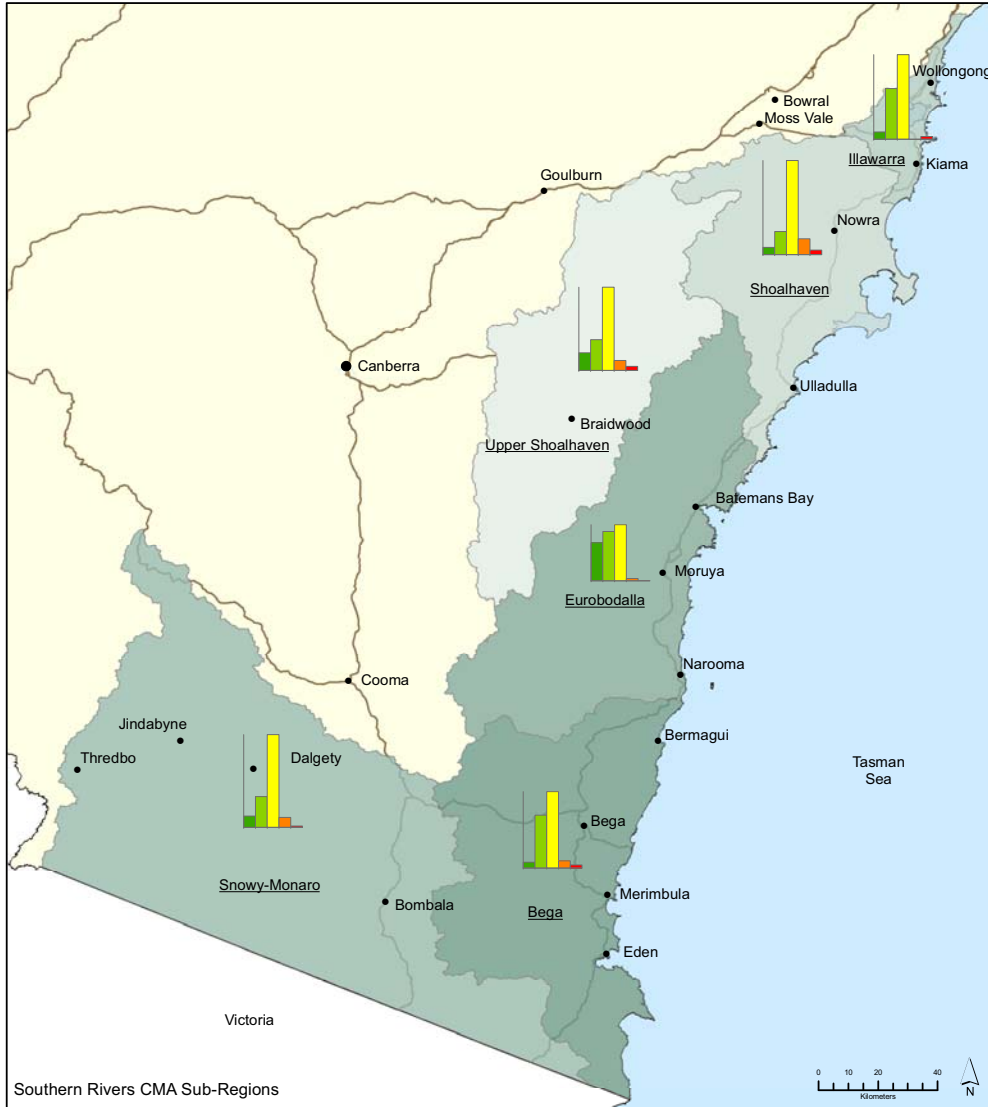 Wollongong
Bowral
Moss Vale
Illawarra
Kiama
Goulburn
Nowra
Shoalhaven
Canberra
Ulladulla
Braidwood
Upper Shoalhaven
Batemans Bay
Moruya
Eurobodalla
Narooma
Cooma
Jindabyne
Bermagui
Thredbo
Dalgety
Tasman
Sea
Bega
Snowy-Monaro
Merimbula
Bombala
Bega
Eden
Victoria
Southern Rivers CMA Sub-Regions
0 5 10 20 30 40
Kilometers
N